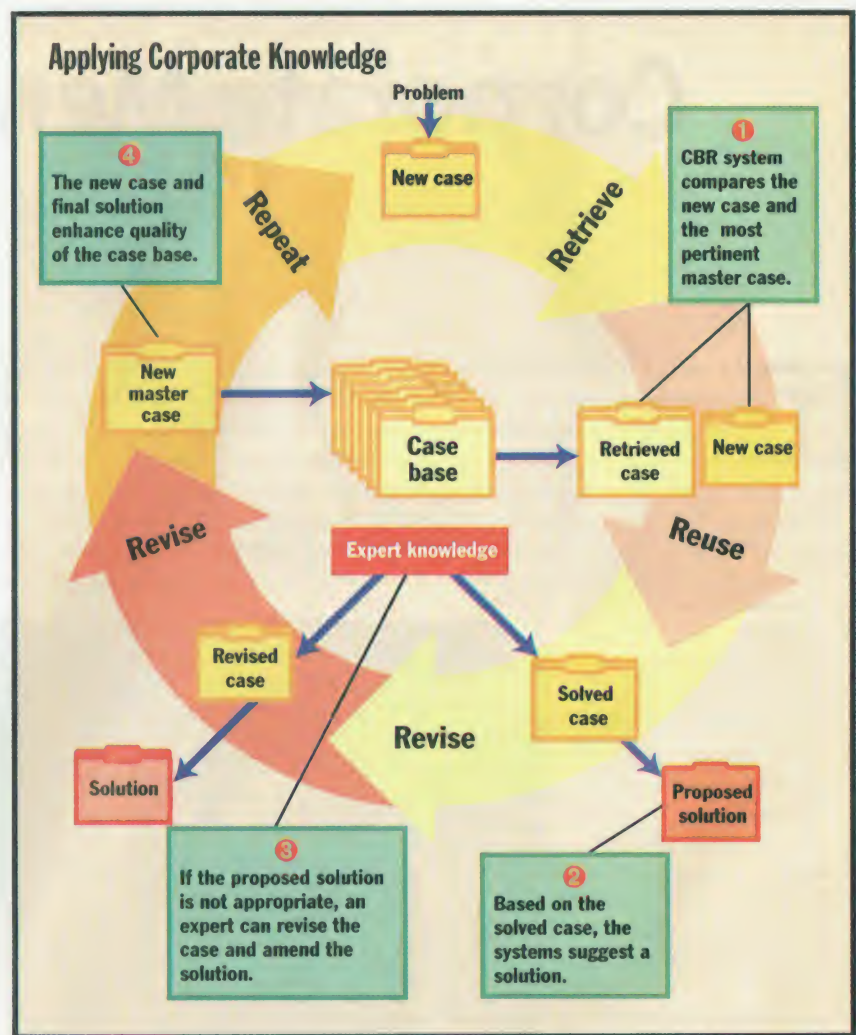 Applying Corporate Knowledge
Problem
New case
Retrieve
1
CBR system
compares the
new case and
the most
pertinent
master case.
4
The new case and
final solution
enhance quality
of the case base.
Repeat
New
master
case
Case
base
Retrieved
case
New case
Reuse
Expert knowledge
Revise
Revised
case
Solved
case
Revise
Solution
Proposed
solution
3
If the proposed solution
is not appropriate, an
expert can revise the
case and amend the
solution.
2
Based on the
solved case, the
systems suggest a
solution.